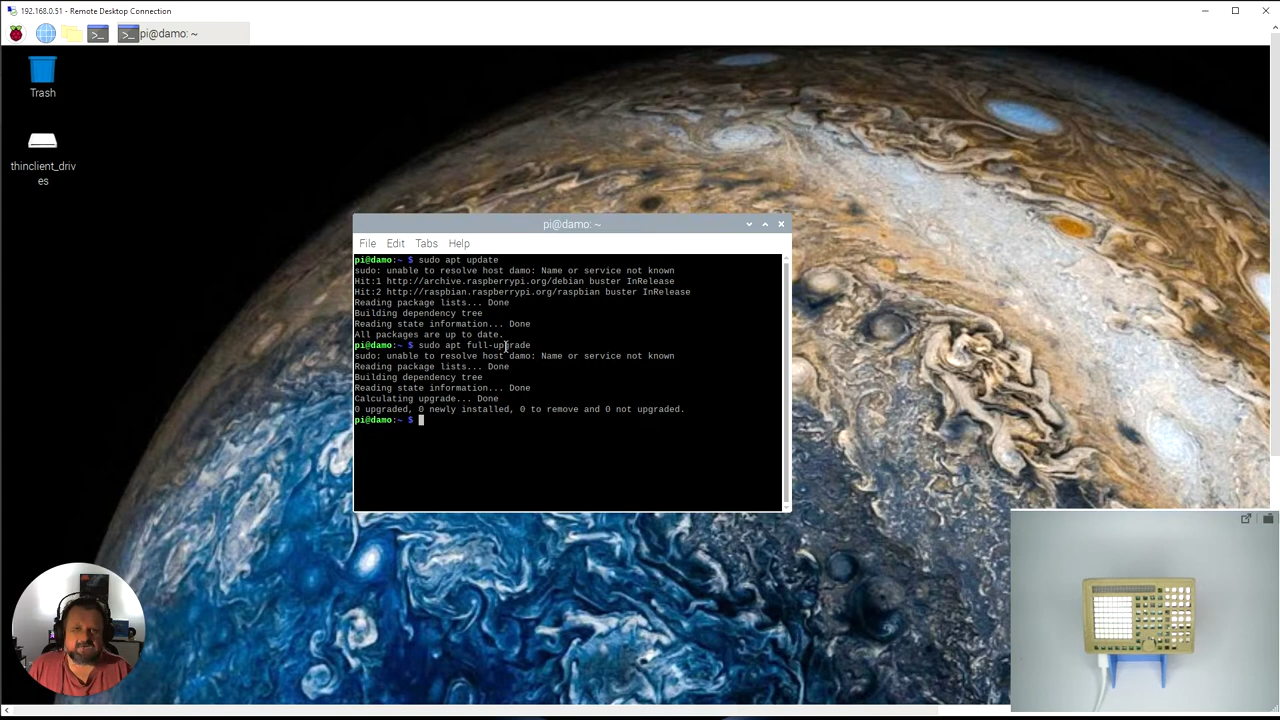 192.168.0.51 - Remote Desktop Connection
pi@damo: ~
Trash
thinclient_driv
es
pi@damo: ~
File Edit Tabs Help
pi@damo:~ $ sudo apt update
sudo: unable to resolve host damo: Name or service not known
Hit:1 http://archive.raspberrypi.org/debian buster InRelease
Hit:2 http://raspbian.raspberrypi.org/raspbian buster InRelease
Reading package lists... Done
Building dependency tree
Reading state information... Done
All packages are up to date.
pi@damo:~ $ sudo apt full-upgrade
sudo: unable to resolve host damo: Name or service not known
Reading package lists... Done
Building dependency tree
Reading state information... Done
Calculating upgrade... Done
0 upgraded, 0 newly installed, 0 to remove and 0 not upgraded.
pi@damo:~ $